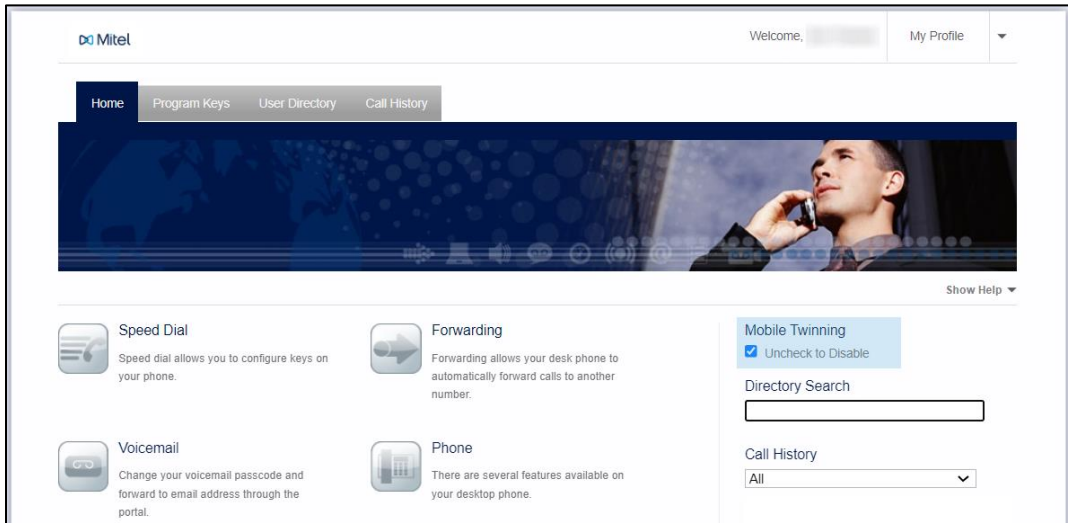 Mitel
Welcome,
My Profile
Home Program Keys User Directory Call History
Show Help
Speed Dial
Speed dial allows you to configure keys on
your phone.
Forwarding
Forwarding allows your desk phone to
automatically forward calls to another
number.
Mobile Twinning
Uncheck to Disable
Directory Search
Voicemail
Change your voicemail passcode and
forward to email address through the
portal.
Phone
There are several features available on
your desktop phone.
Call History
All